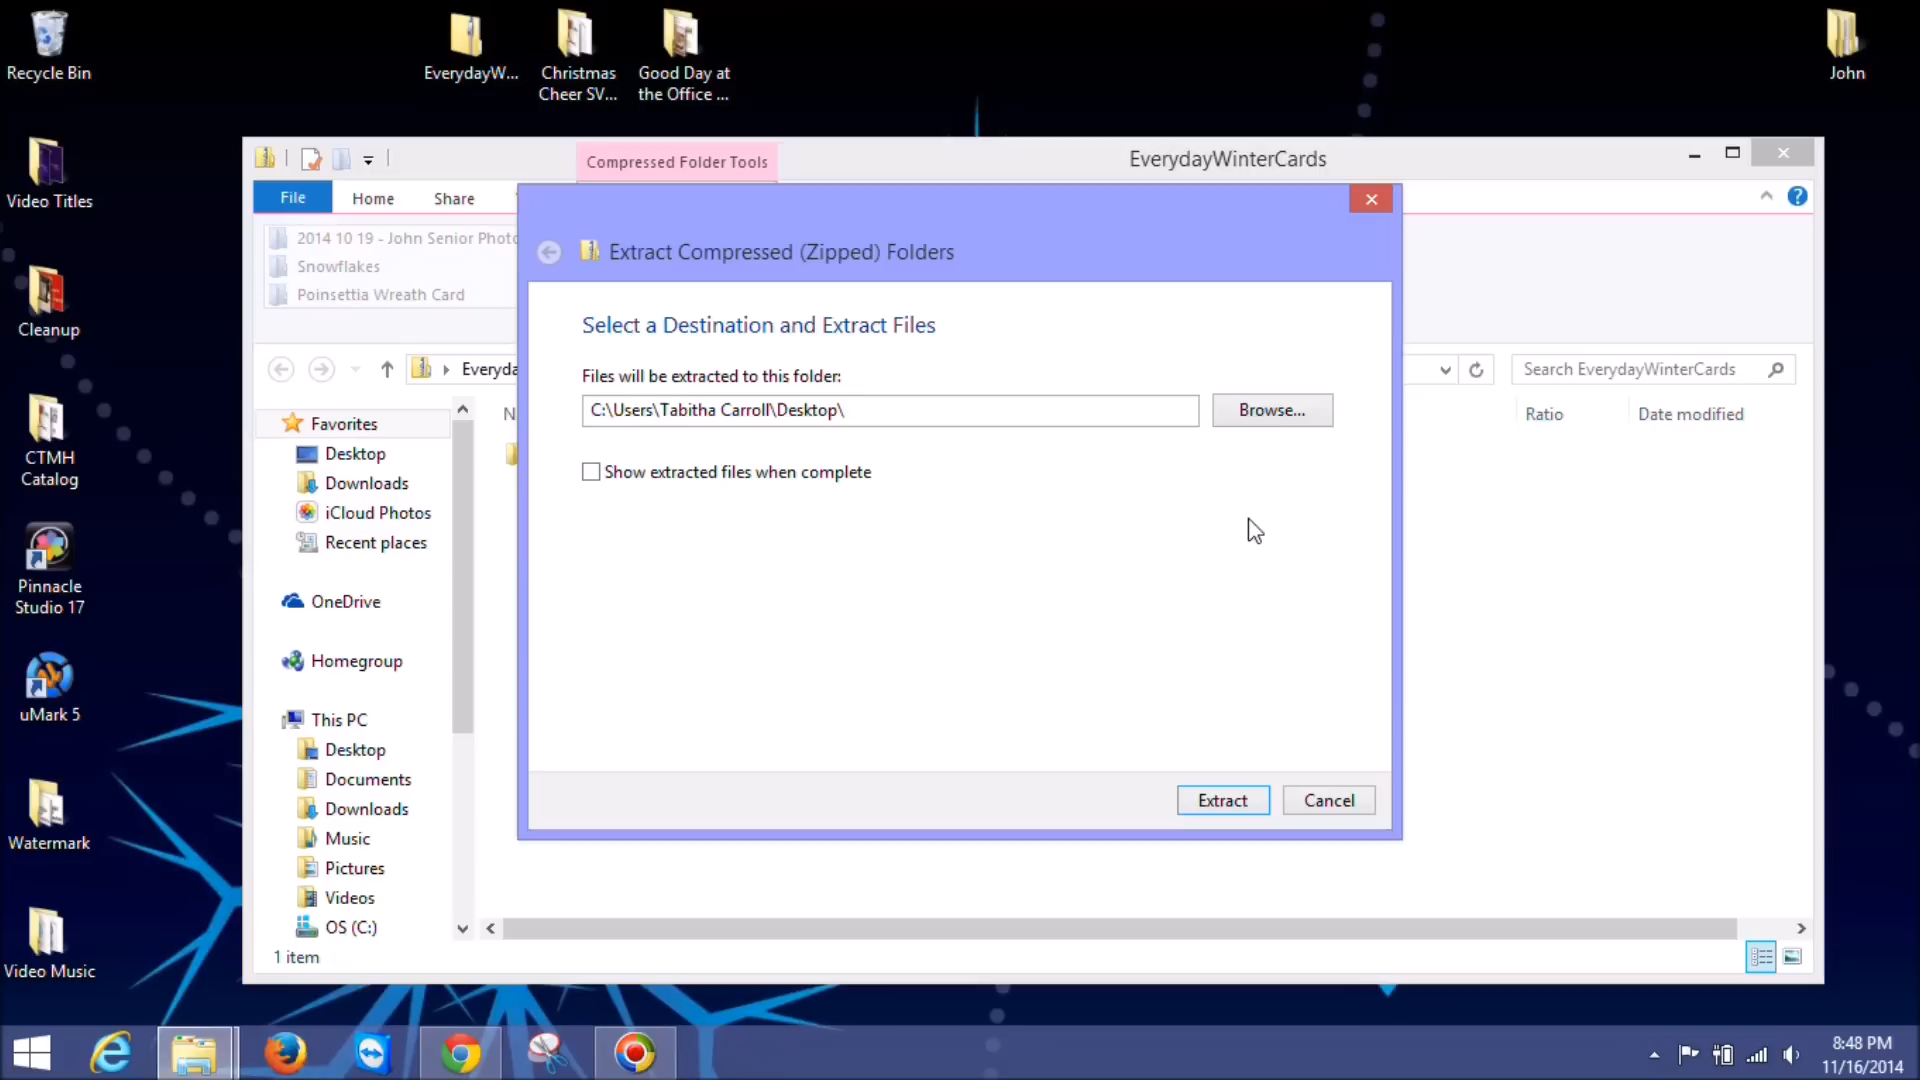 Recycle Bin
EverydayW...
Christmas
Cheer SV...
Good Day at
the Office ...
John
Video Titles
Cleanup
CTMH
Catalog
Pinnacle
Studio 17
uMark 5
Watermark
Video Music
Compressed Folder Tools
EverydayWinterCards
File
Home
Share
2014 10 19 - John Senior Photo
Snowflakes
Poinsettia Wreath Card
Everyda
Search EverydayWinterCards
Ratio
Date modified
Favorites
Desktop
Downloads
iCloud Photos
Recent places
OneDrive
Homegroup
This PC
Desktop
Documents
Downloads
Music
Pictures
Videos
OS (C:)
1 item
Extract Compressed (Zipped) Folders
Select a Destination and Extract Files
Files will be extracted to this folder:
C:\Users\Tabitha Carroll\Desktop\
Browse...
Show extracted files when complete
Extract
Cancel
8:48 PM
11/16/2014